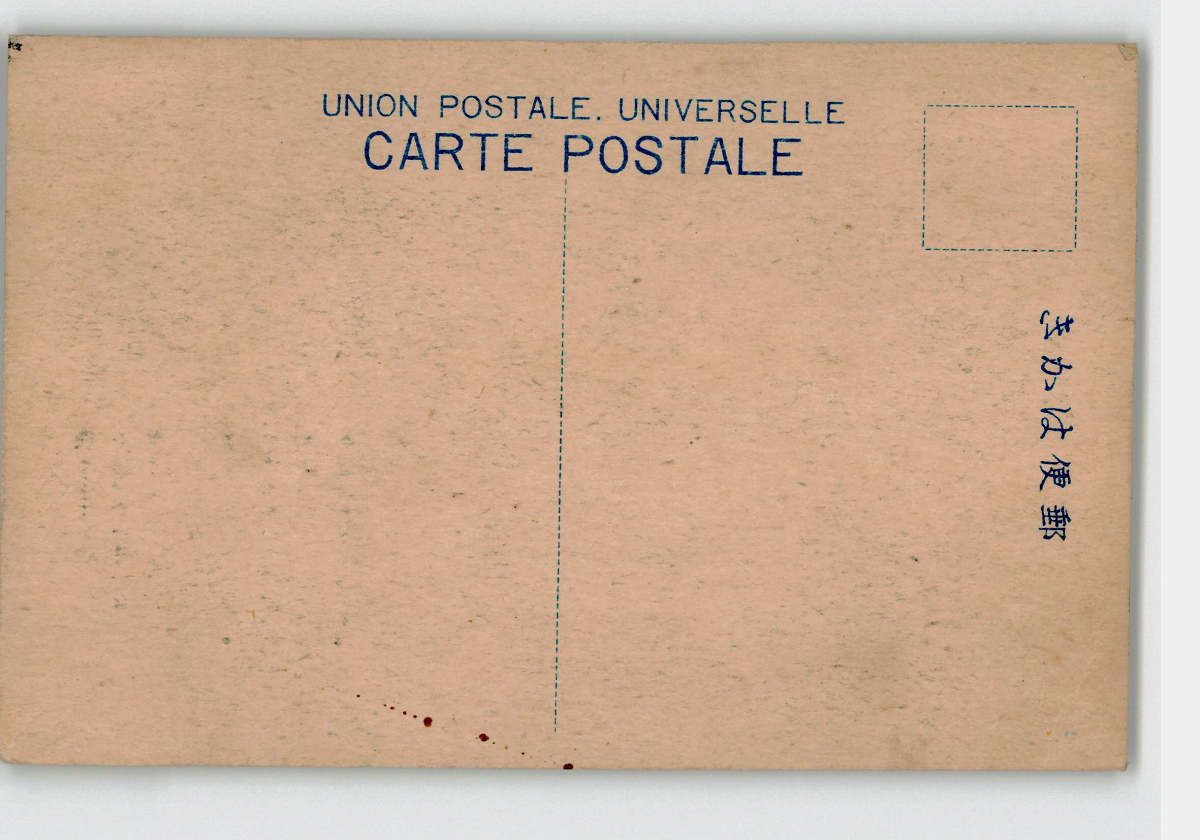 UNION POSTALE. UNIVERSELLE
CARTE POSTALE
郵便はかき